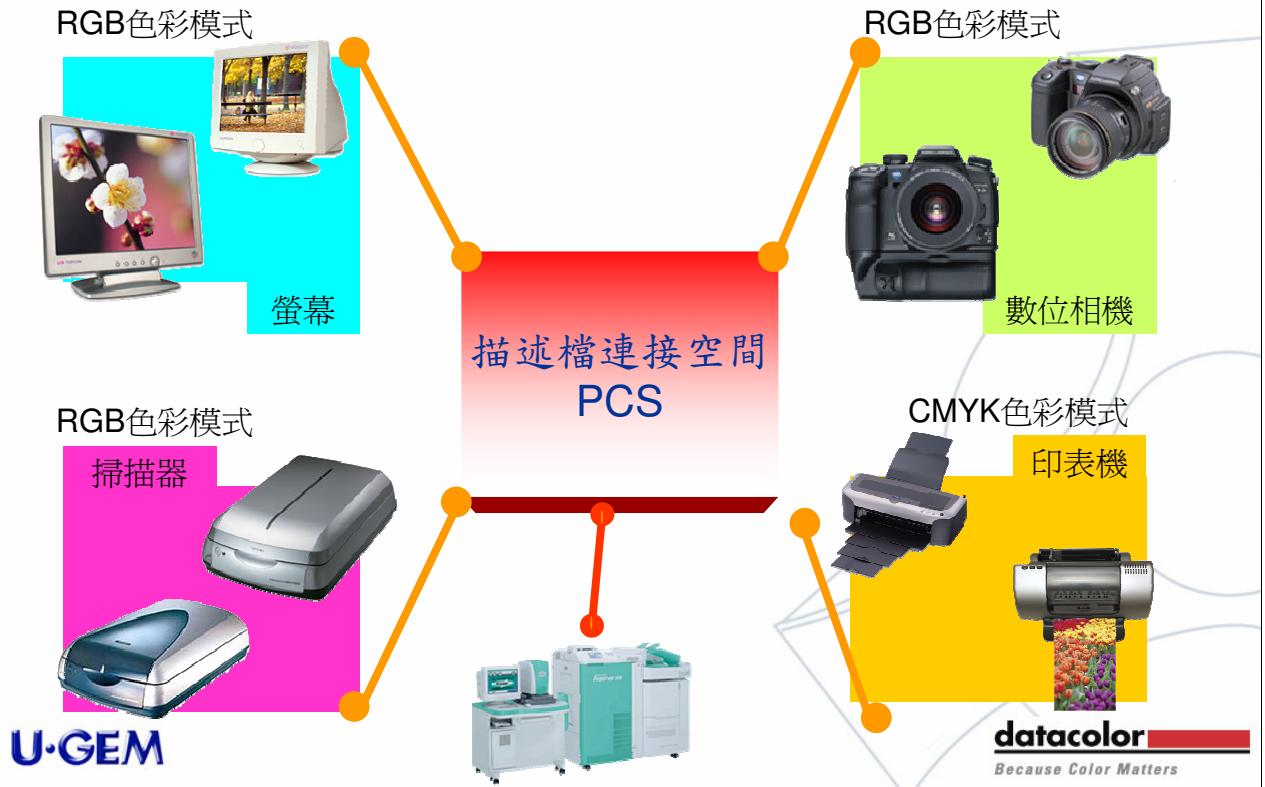 RGB色彩模式
RGB色彩模式
螢幕
數位相機
描述檔連接空間
PCS
RGB色彩模式
CMYK色彩模式
掃描器
印表機
U·GEM
datacolor
Because Color Matters